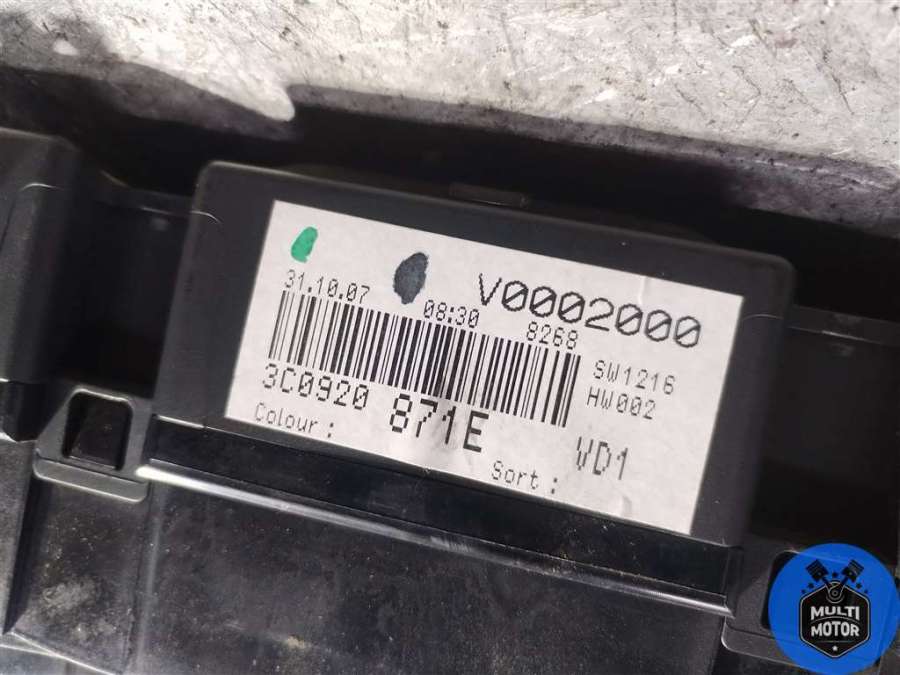 V0002000
31.10.07 08:30 8268
SW1216
HW002
3C0920 871E
Colour: Sort: VD1
MULTI
MOTOR